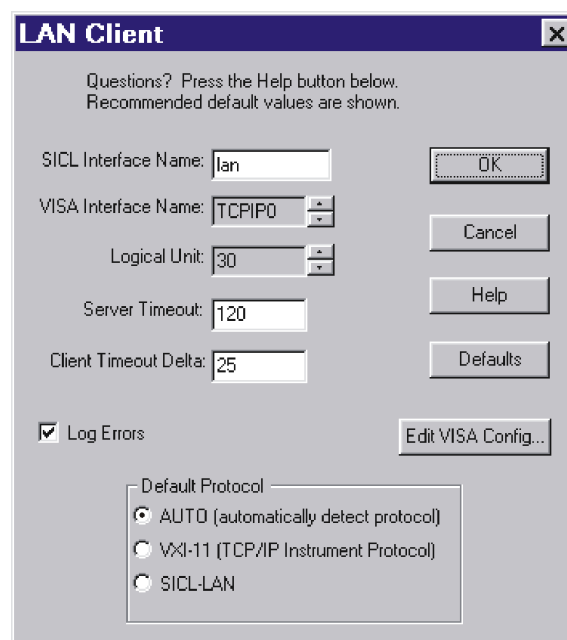 LAN Client
Questions? Press the Help button below.
Recommended default values are shown.
SICL Interface Name: lan
OK
VISA Interface Name: TCPIP0
Cancel
Logical Unit: 30
Help
Server Timeout: 120
Client Timeout Delta: 25
Defaults
Log Errors
Edit VISA Config...
Default Protocol
AUTO (automatically detect protocol)
VXI-11 (TCP/IP Instrument Protocol)
SICL-LAN